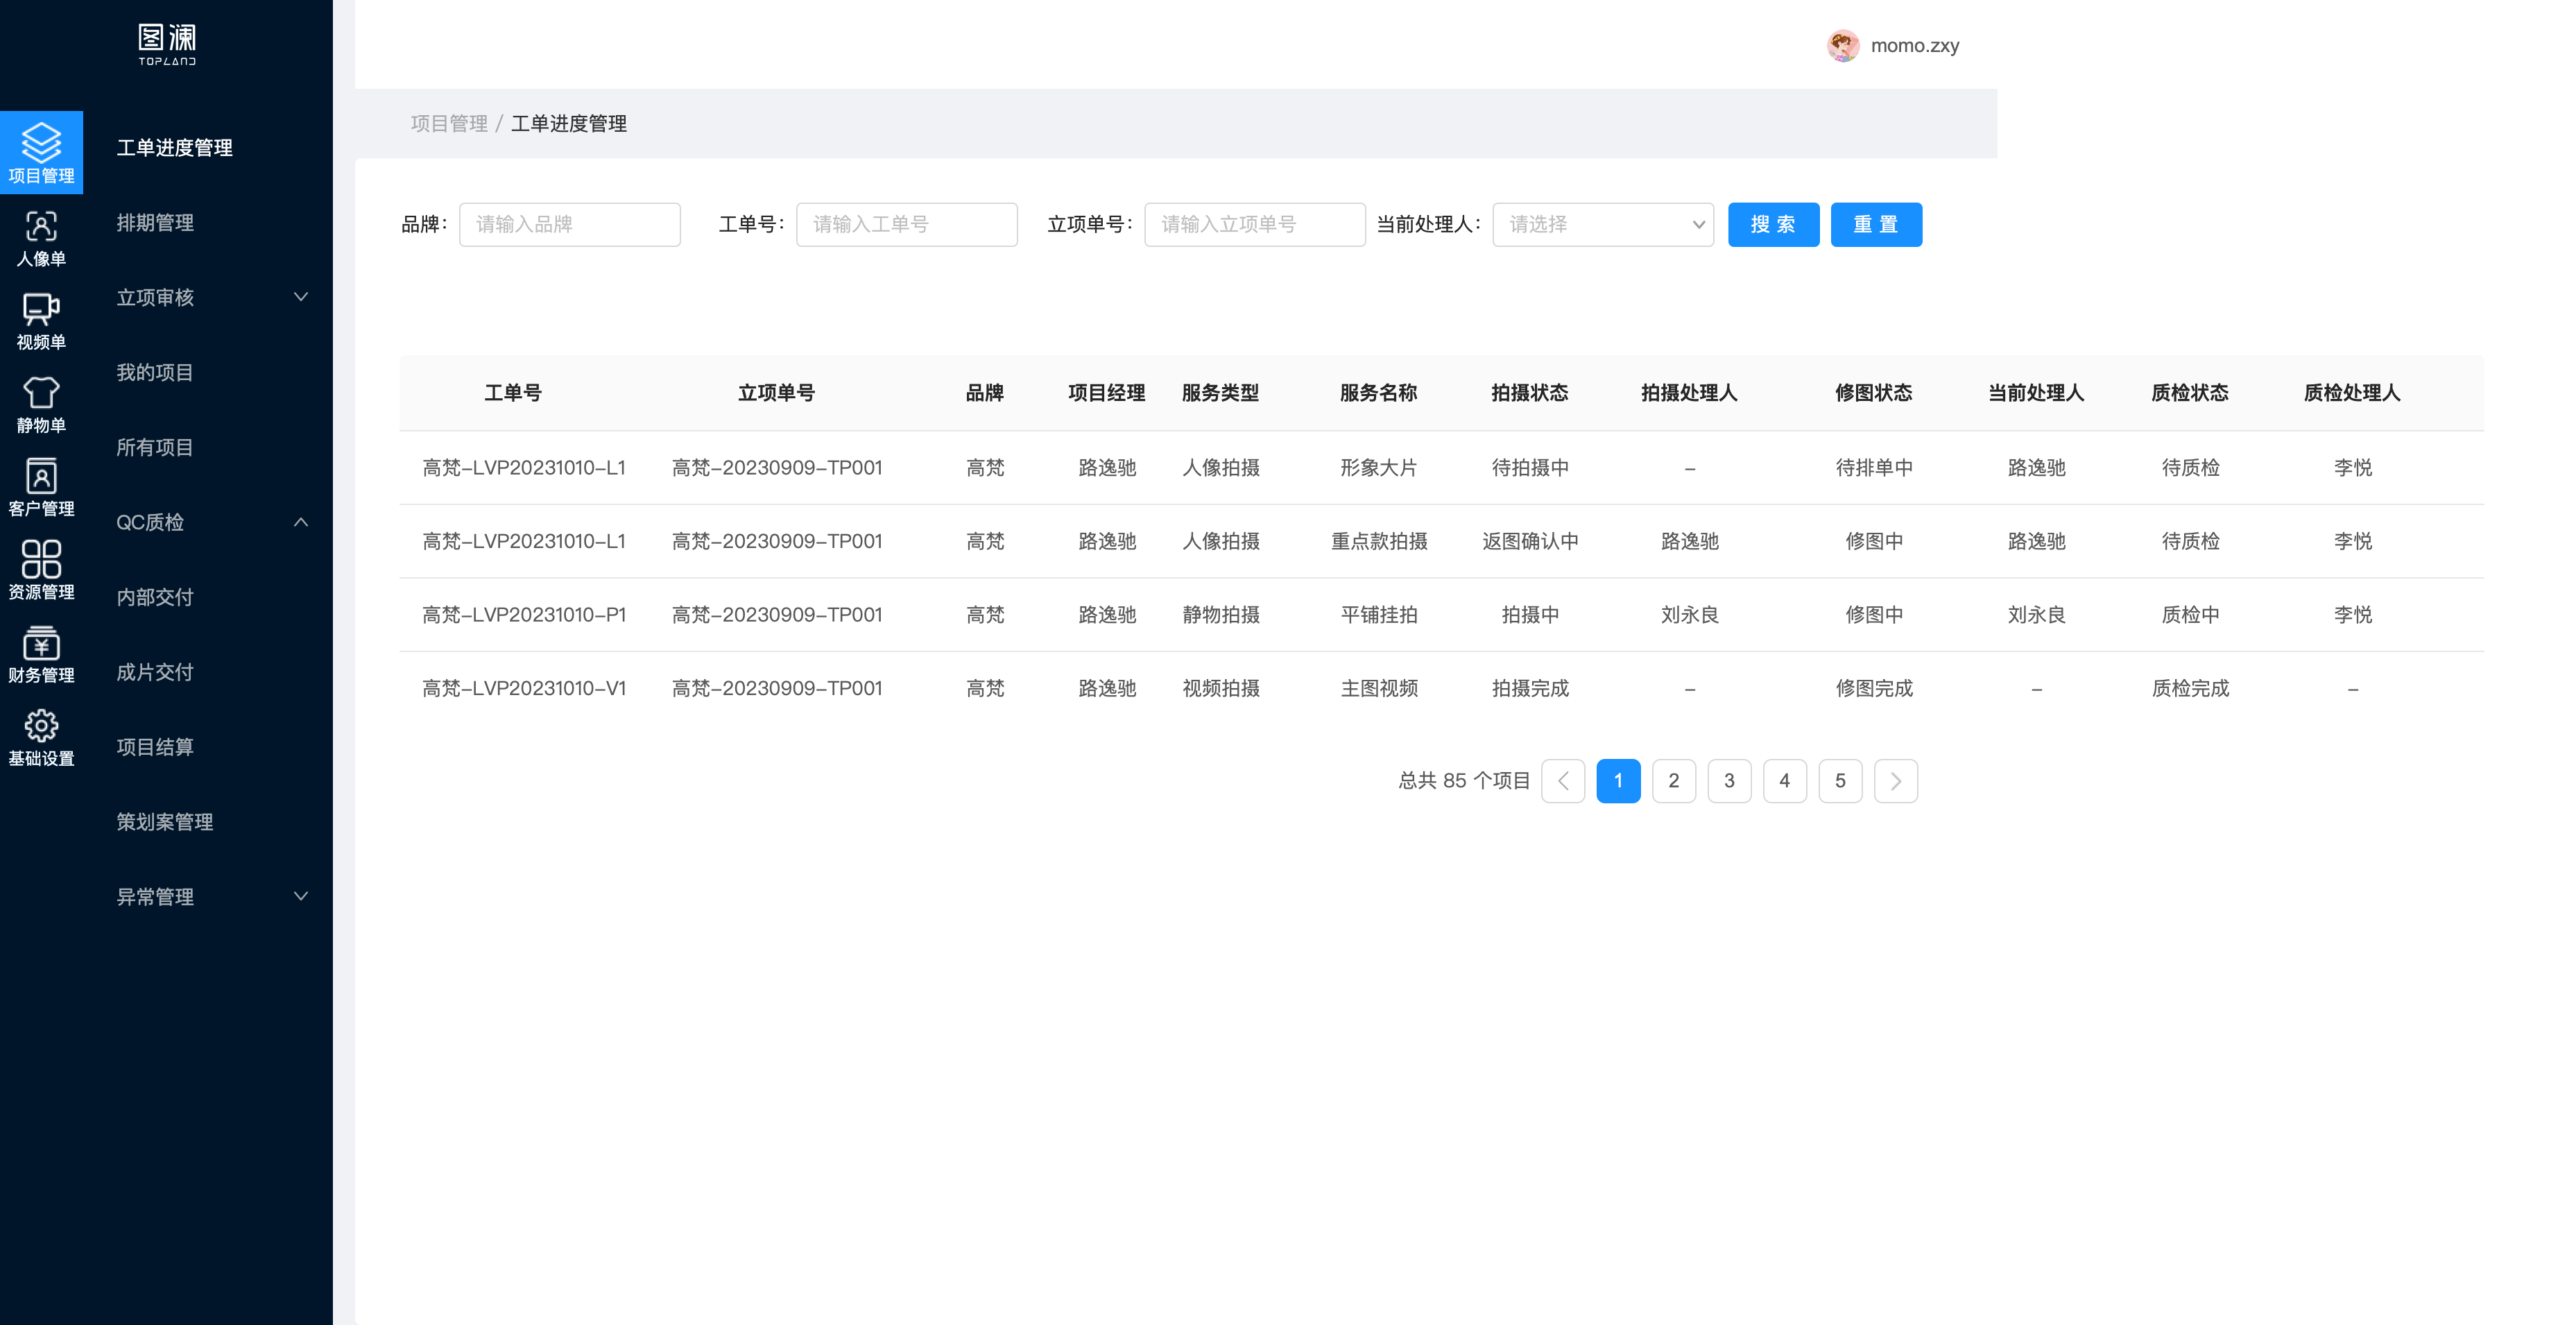 图澜
TOPLAND
momo.zxy
项目管理 / 工单进度管理
项目管理
人像单
视频单
静物单
客户管理
资源管理
财务管理
基础设置
工单进度管理
排期管理
立项审核
我的项目
所有项目
QC质检
内部交付
成片交付
项目结算
策划案管理
异常管理
品牌： 请输入品牌 工单号： 请输入工单号 立项单号： 请输入立项单号 当前处理人： 请选择 搜 索 重 置
工单号 立项单号 品牌 项目经理 服务类型 服务名称 拍摄状态 拍摄处理人 修图状态 当前处理人 质检状态 质检处理人
高梵-LVP20231010-L1 高梵-20230909-TP001 高梵 路逸驰 人像拍摄 形象大片 待拍摄中 - 待排单中 路逸驰 待质检 李悦
高梵-LVP20231010-L1 高梵-20230909-TP001 高梵 路逸驰 人像拍摄 重点款拍摄 返图确认中 路逸驰 修图中 路逸驰 待质检 李悦
高梵-LVP20231010-P1 高梵-20230909-TP001 高梵 路逸驰 静物拍摄 平铺挂拍 拍摄中 刘永良 修图中 刘永良 质检中 李悦
高梵-LVP20231010-V1 高梵-20230909-TP001 高梵 路逸驰 视频拍摄 主图视频 拍摄完成 - 修图完成 - 质检完成 -
总共 85 个项目 1 2 3 4 5